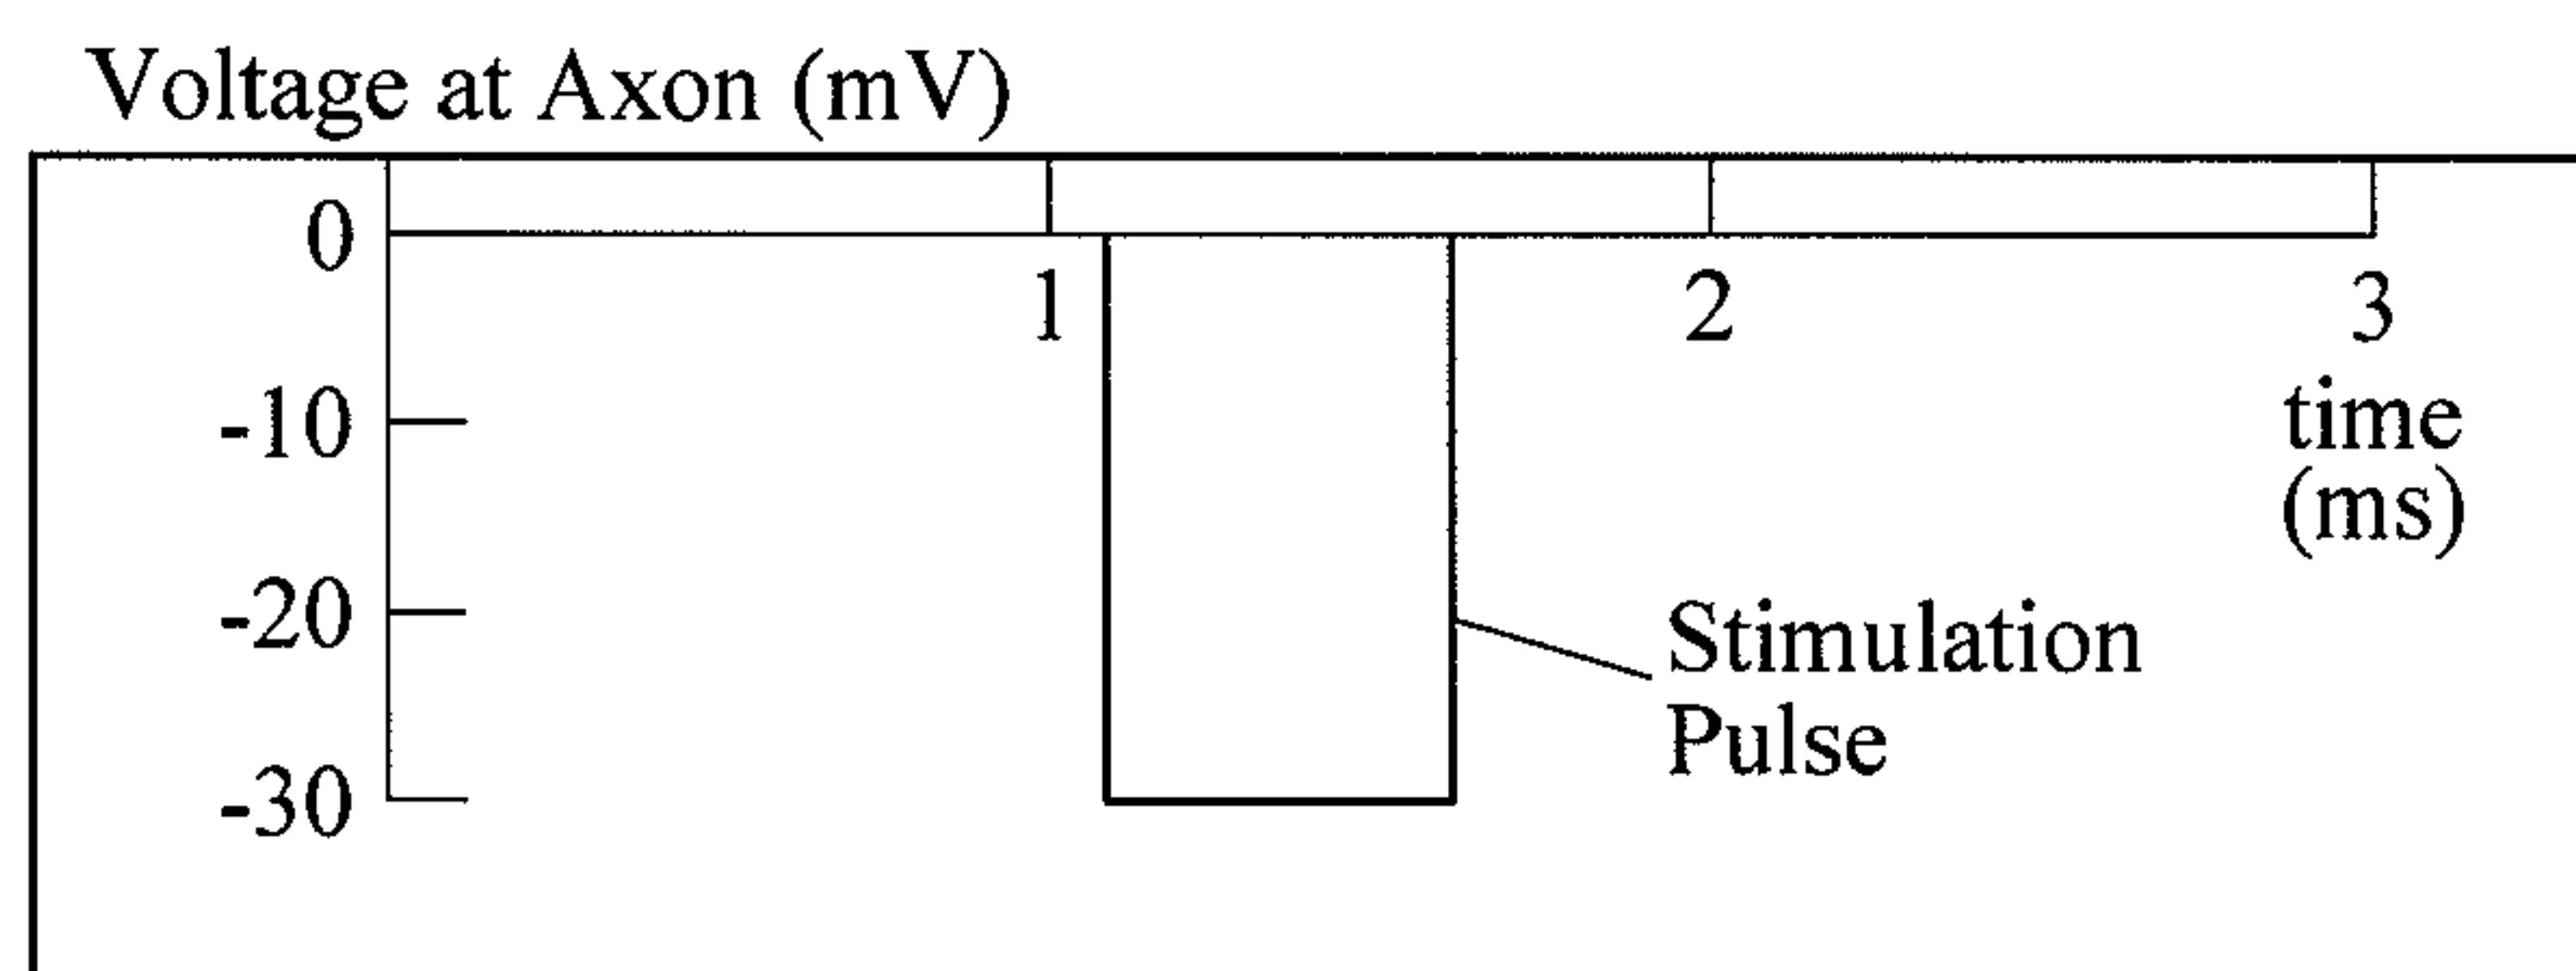 Voltage at Axon (mV)
0
1
2
3
-10
time
(ms)
-20
Stimulation
Pulse
-30